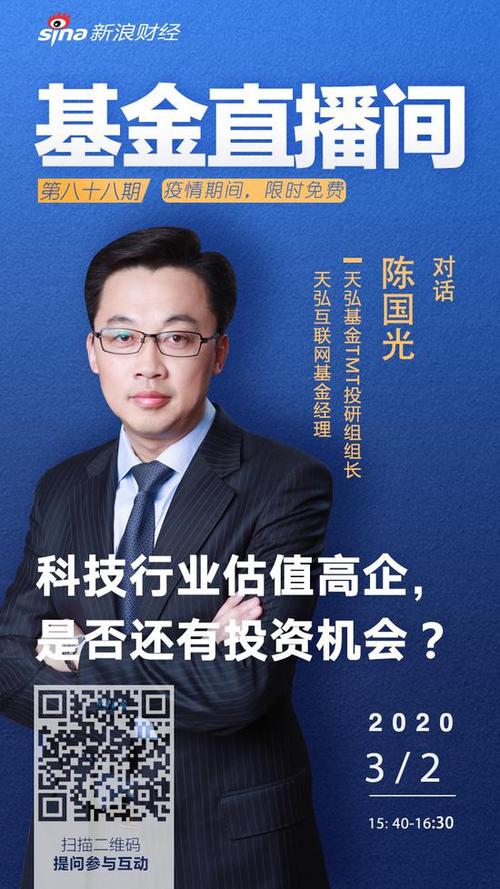 sina新浪财经
基金直播间
第八十八期
疫情期间，限时免费
对话
陈国光
天弘基金TMT投研组组长
天弘互联网基金经理
科技行业估值高企，
是否还有投资机会？
2020
3/2
15:40-16:30
扫描二维码
提问参与互动